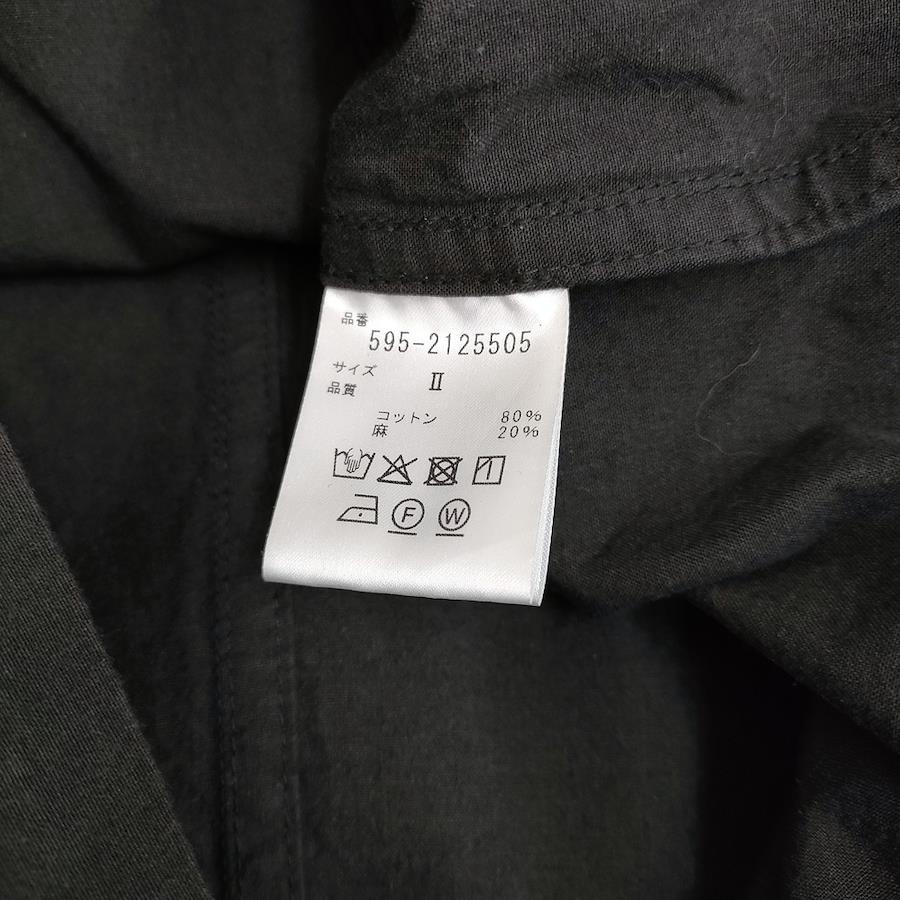 品番
595-2125505
サイズ Ⅱ
品質
コットン 80%
麻 20%
F W